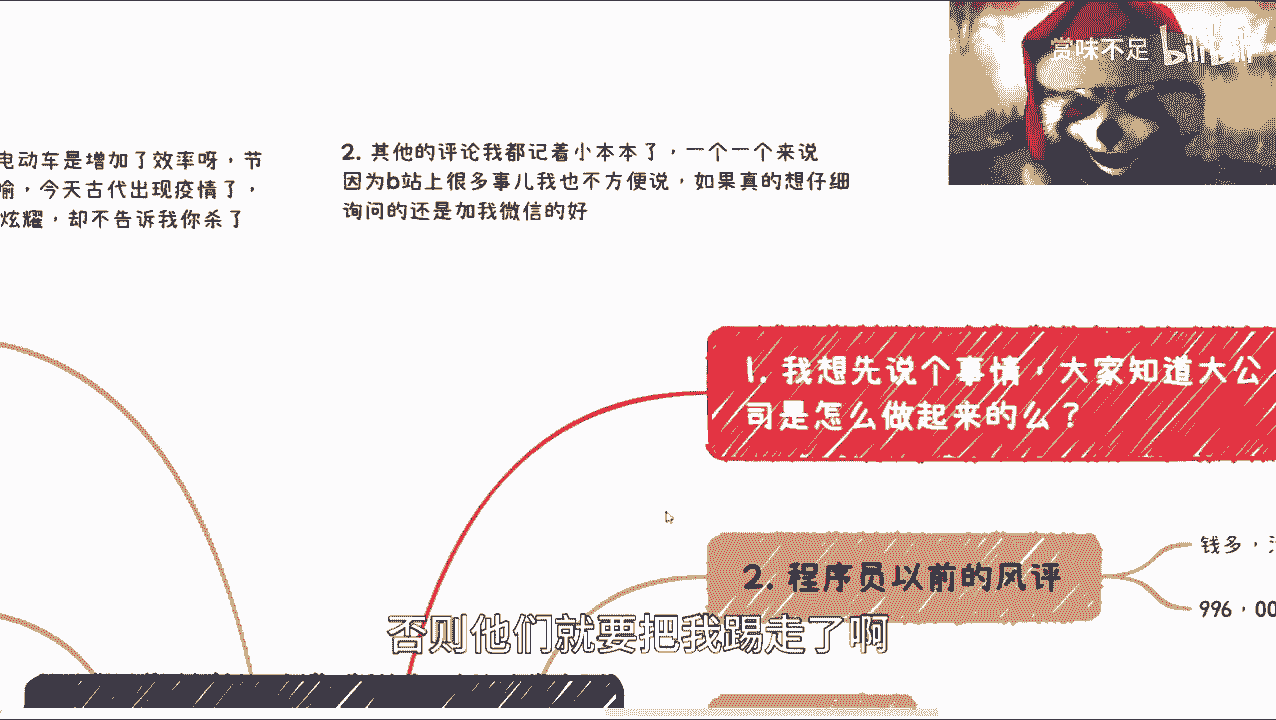 赏味不足 bilibili
电动车是增加了效率呀，节
喻，今天古代出现疫情了，
炫耀，却不告诉我你杀了
2. 其他的评论我都记着小本本了，一个一个来说
因为b站上很多事儿我也不方便说，如果真的想仔细
询问的还是加我微信的好
1. 我想先说个事情，大家知道大公
司是怎么做起来的么？
2. 程序员以前的风评
钱多，
996，00
否则他们就要把我踢走了啊